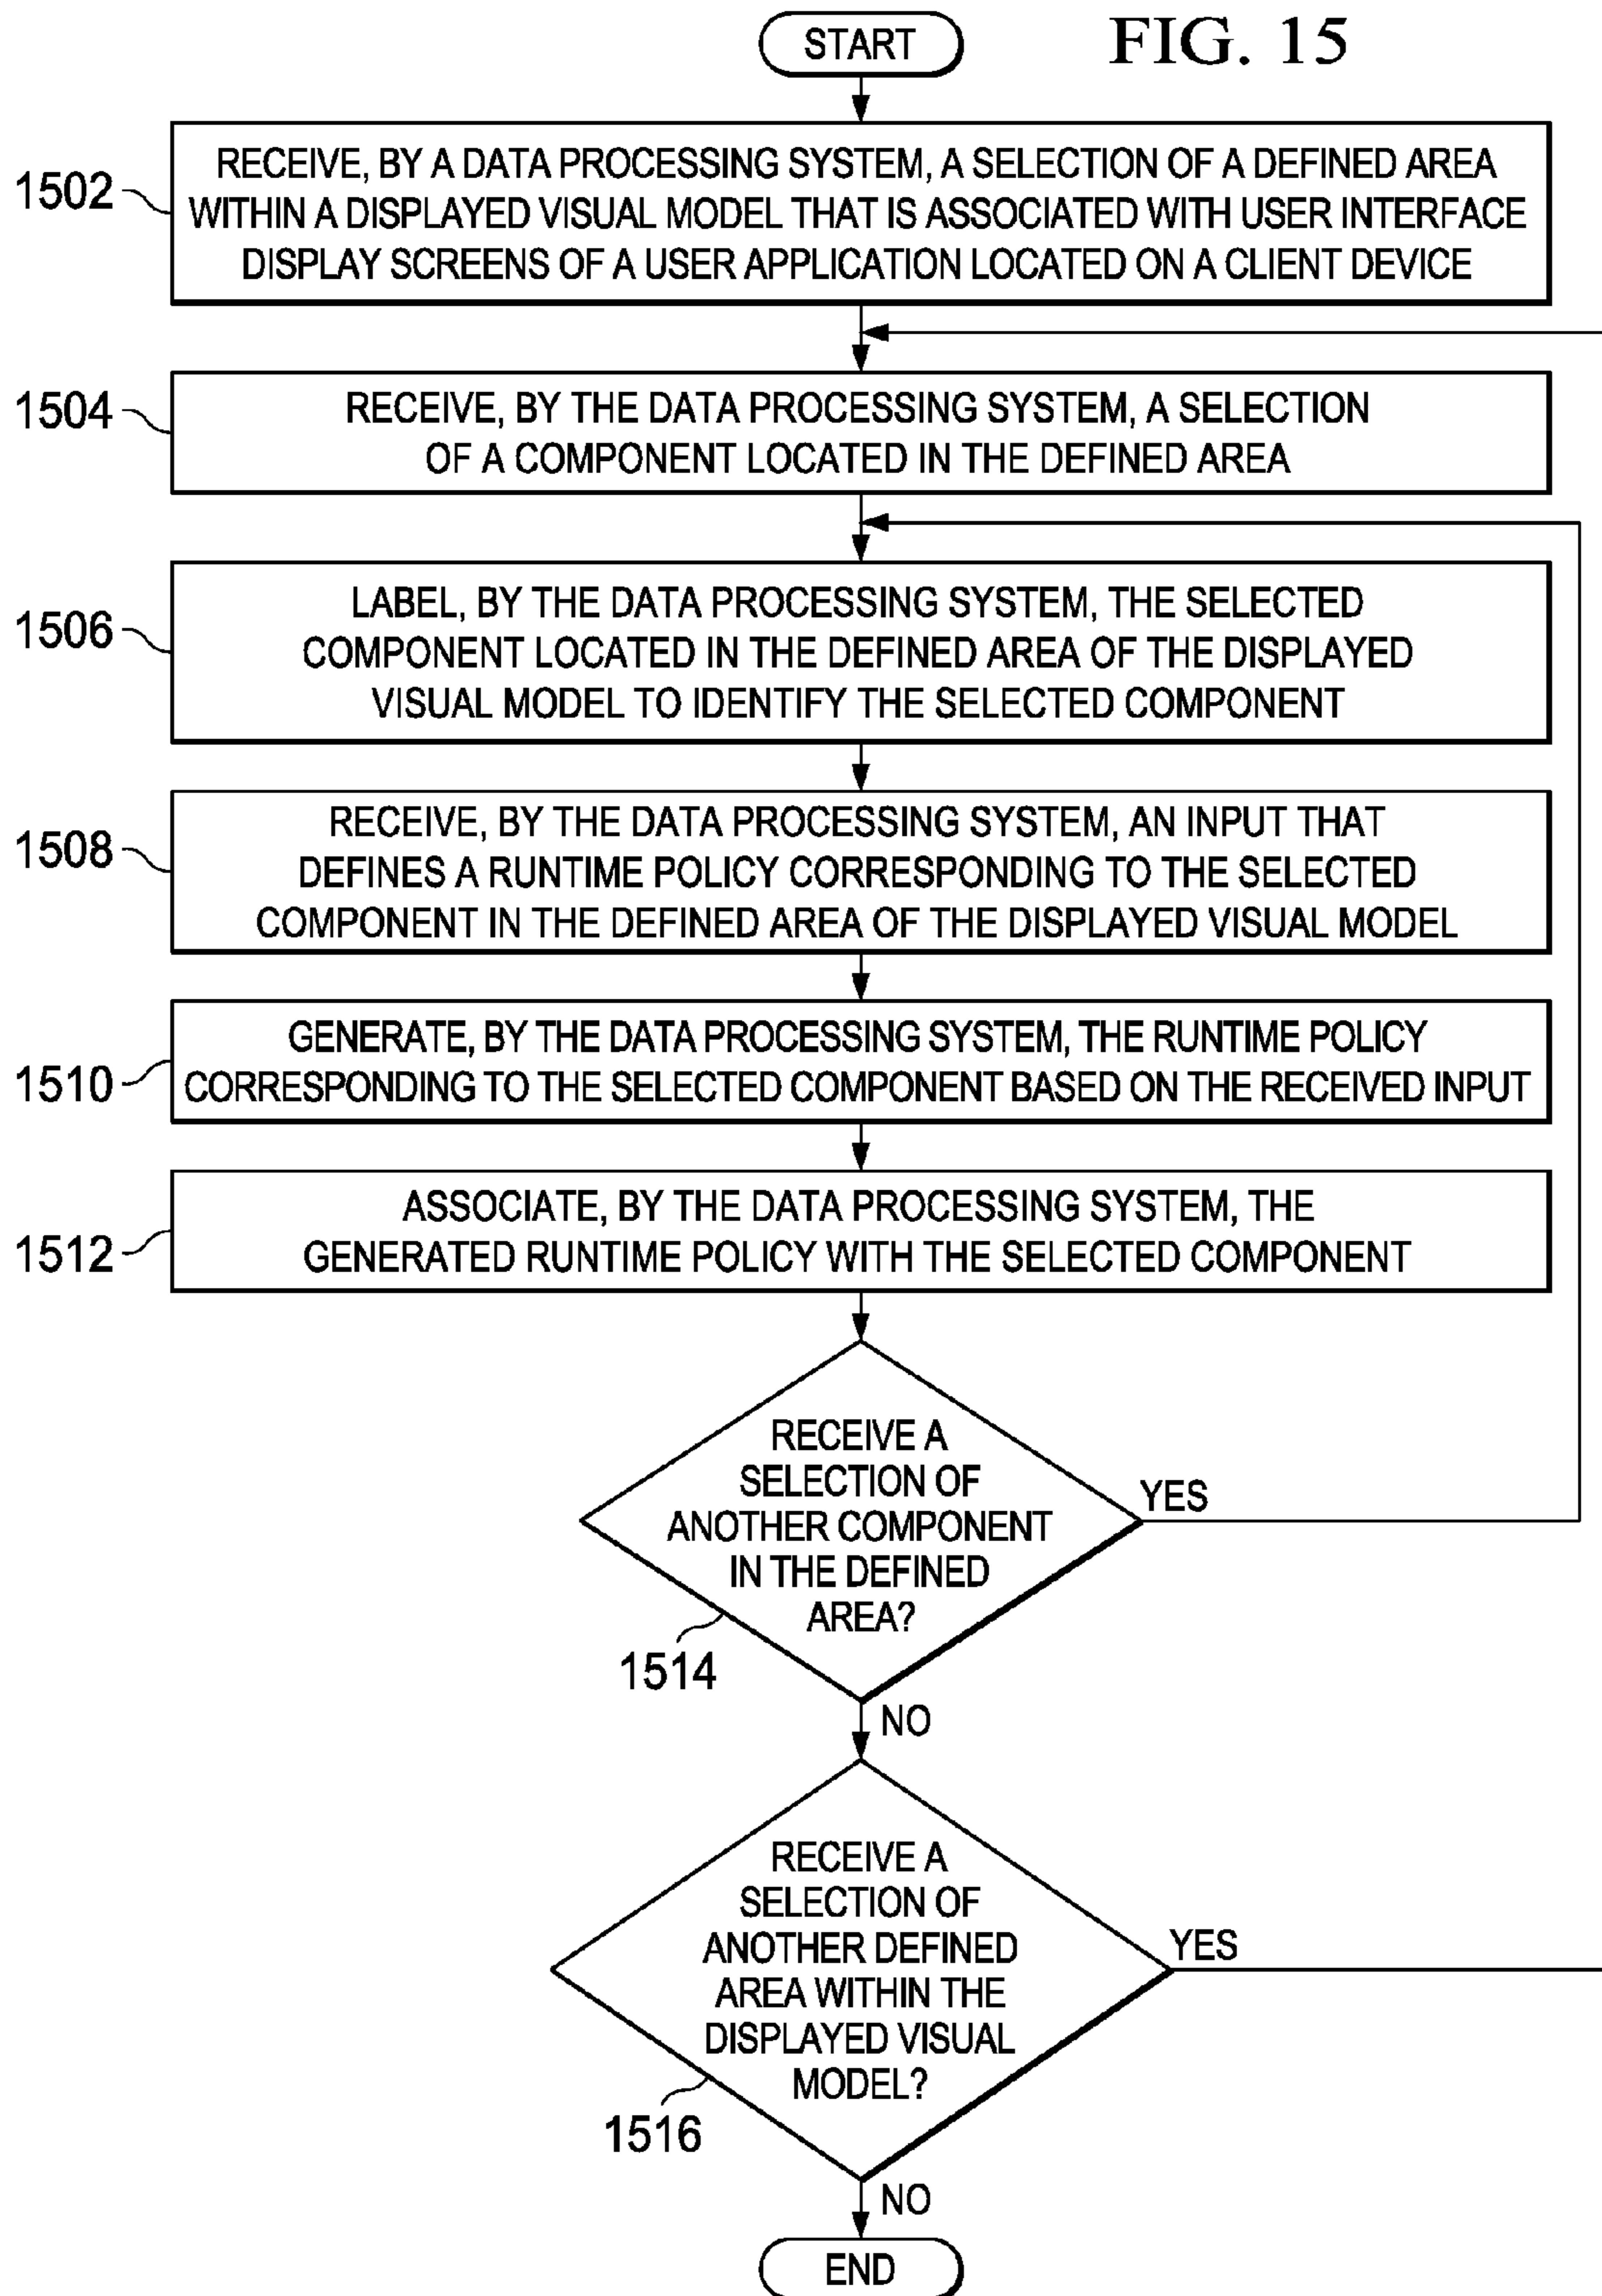 START
FIG. 15
1502
RECEIVE, BY A DATA PROCESSING SYSTEM, A SELECTION OF A DEFINED AREA
WITHIN A DISPLAYED VISUAL MODEL THAT IS ASSOCIATED WITH USER INTERFACE
DISPLAY SCREENS OF A USER APPLICATION LOCATED ON A CLIENT DEVICE
1504
RECEIVE, BY THE DATA PROCESSING SYSTEM, A SELECTION
OF A COMPONENT LOCATED IN THE DEFINED AREA
1506
LABEL, BY THE DATA PROCESSING SYSTEM, THE SELECTED
COMPONENT LOCATED IN THE DEFINED AREA OF THE DISPLAYED
VISUAL MODEL TO IDENTIFY THE SELECTED COMPONENT
1508
RECEIVE, BY THE DATA PROCESSING SYSTEM, AN INPUT THAT
DEFINES A RUNTIME POLICY CORRESPONDING TO THE SELECTED
COMPONENT IN THE DEFINED AREA OF THE DISPLAYED VISUAL MODEL
1510
GENERATE, BY THE DATA PROCESSING SYSTEM, THE RUNTIME POLICY
CORRESPONDING TO THE SELECTED COMPONENT BASED ON THE RECEIVED INPUT
1512
ASSOCIATE, BY THE DATA PROCESSING SYSTEM, THE
GENERATED RUNTIME POLICY WITH THE SELECTED COMPONENT
RECEIVE A
SELECTION OF
ANOTHER COMPONENT
IN THE DEFINED
AREA?
YES
1514
NO
RECEIVE A
SELECTION OF
ANOTHER DEFINED
AREA WITHIN THE
DISPLAYED VISUAL
MODEL?
YES
1516
NO
END